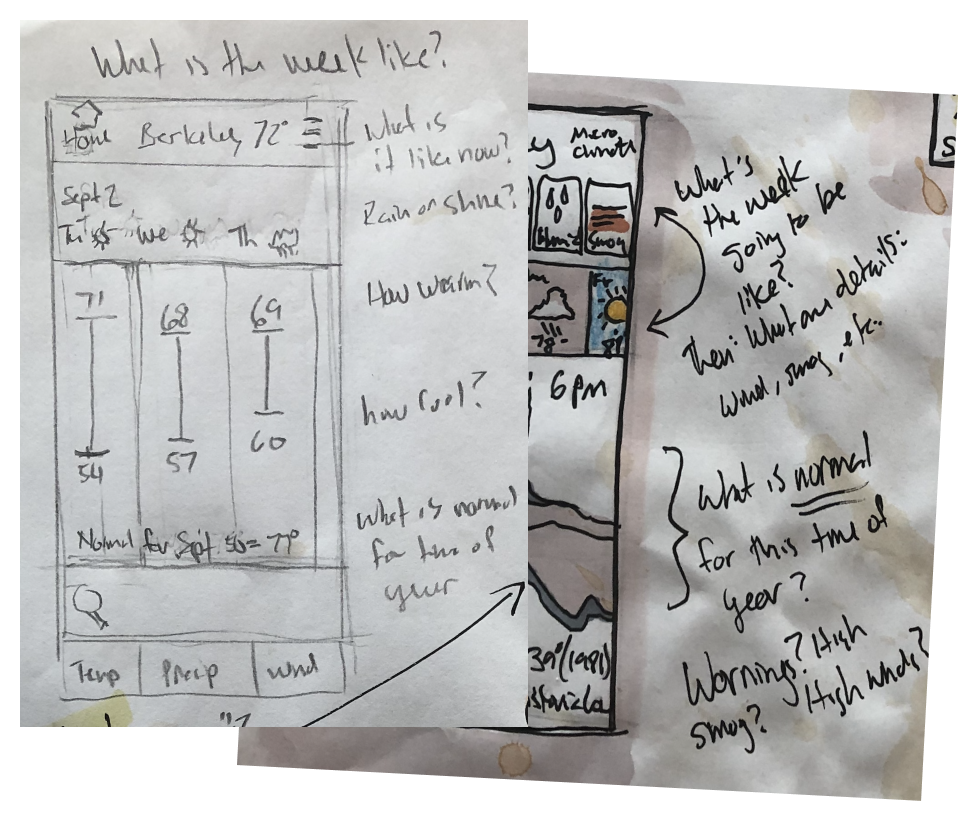 What is the week like?
Home Berkeley 72°
Sept 2
Tu We Th
71 68 69
54 57 60
Normal for Sept 56= 77°
Temp Precip Wind
What is
it like now?
Rain or shine?
How warm?
how cool?
What is normal
for time of
year
Micro
climate
Smog
78°
6 pm
39° (1981)
What's
the week
going to be
like?
Then: What are details:
wind, smog, etc.
What is normal
for this time of
year?
Warnings? High
smog? High winds?